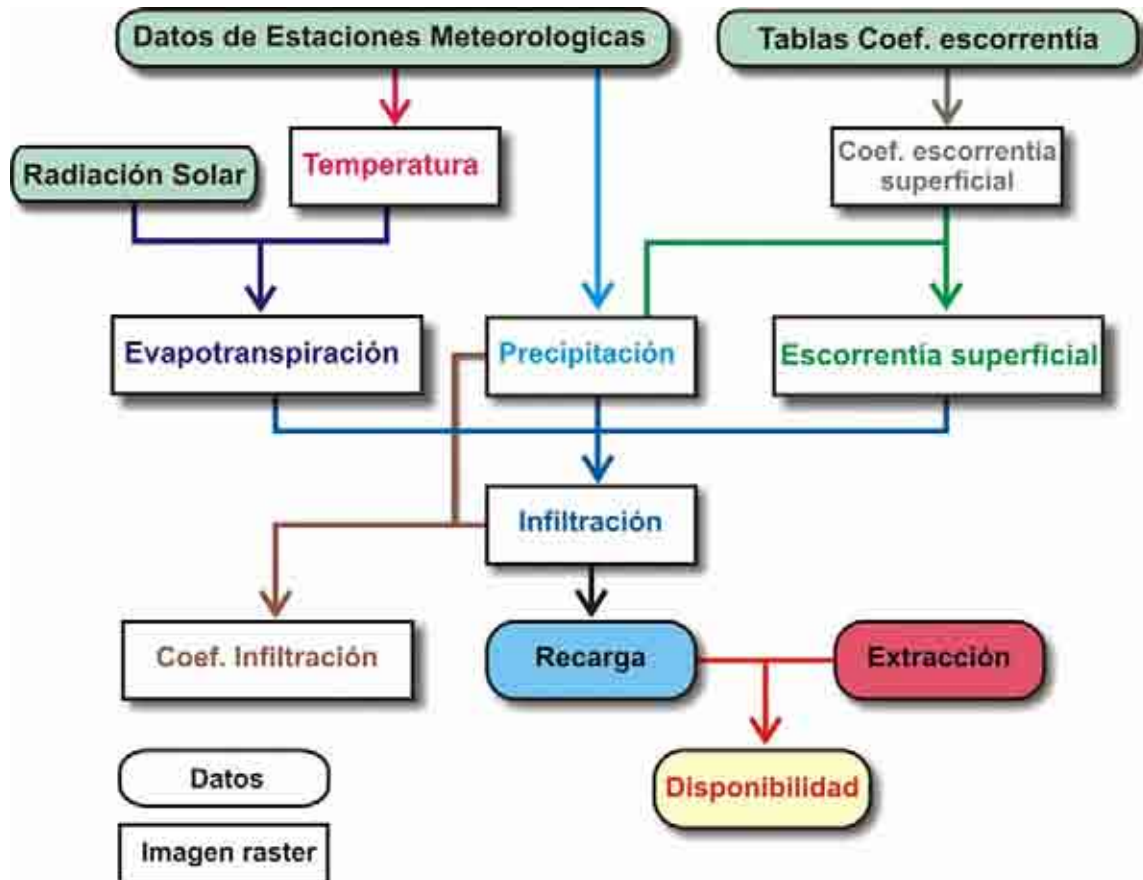 Datos de Estaciones Meteorologicas
Tablas Coef. escorrentía
Radiación Solar
Temperatura
Coef. escorrentia
superficial
Evapotranspiración
Precipitación
Escorrentía superficial
Infiltración
Coef. Infiltración
Recarga
Extracción
Disponibilidad
Datos
Imagen raster